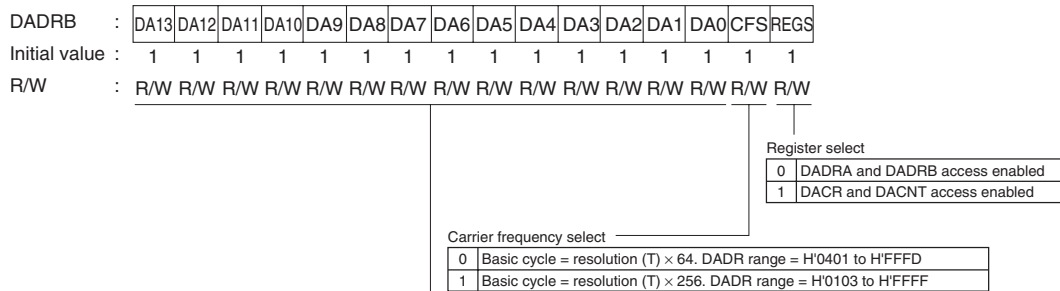 DADRB : DA13 DA12 DA11 DA10 DA9 DA8 DA7 DA6 DA5 DA4 DA3 DA2 DA1 DA0 CFS REGS
Initial value : 1 1 1 1 1 1 1 1 1 1 1 1 1 1 1 1
R/W : R/W R/W R/W R/W R/W R/W R/W R/W R/W R/W R/W R/W R/W R/W R/W R/W
Register select
0 DADRA and DADRB access enabled
1 DACR and DACNT access enabled
Carrier frequency select
0 Basic cycle = resolution (T) × 64. DADR range = H'0401 to H'FFFD
1 Basic cycle = resolution (T) × 256. DADR range = H'0103 to H'FFFF